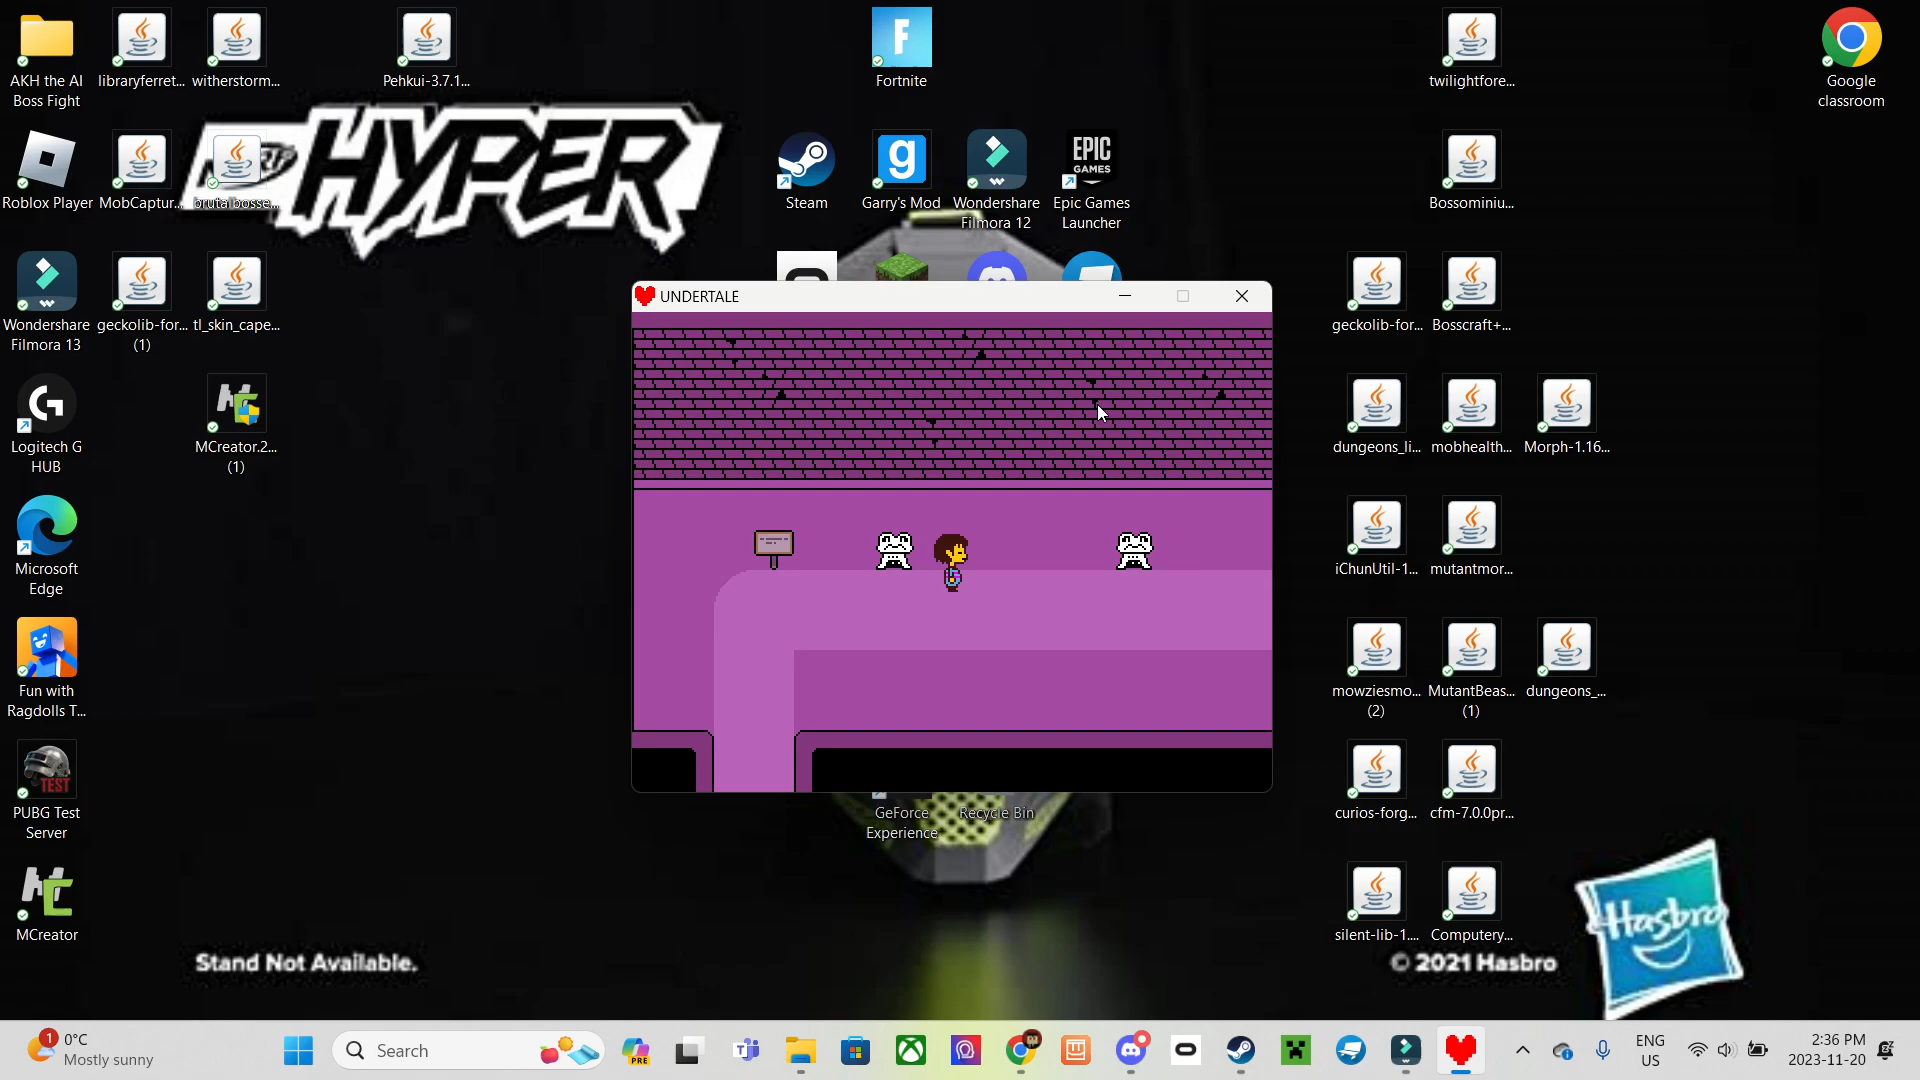 AKH the AI
Boss Fight
libraryferret...
witherstorm...
Pehkui-3.7.1...
Fortnite
twilightfore...
Google
classroom
HYPER
Roblox Player
MobCaptur...
brutalbosse...
Steam
Garry's Mod
Wondershare
Filmora 12
EPIC
GAMES
Epic Games
Launcher
Bossominiu...
UNDERTALE
Wondershare
Filmora 13
geckolib-for...
(1)
tl_skin_cape...
geckolib-for...
Bosscraft+...
Logitech G
HUB
MCreator.2...
(1)
dungeons_li...
mobhealth...
Morph-1.16...
Microsoft
Edge
iChunUtil-1...
mutantmor...
Fun with
Ragdolls T...
mowziesmo...
(2)
MutantBeas...
(1)
dungeons_...
TEST
PUBG Test
Server
GeForce
Experience
Recycle Bin
curios-forg...
cfm-7.0.0pr...
MCreator
silent-lib-1....
Computery...
Stand Not Available.
© 2021 Hasbro
Hasbro
1
0°C
Mostly sunny
Search
PRE
ENG
US
2:36 PM
2023-11-20